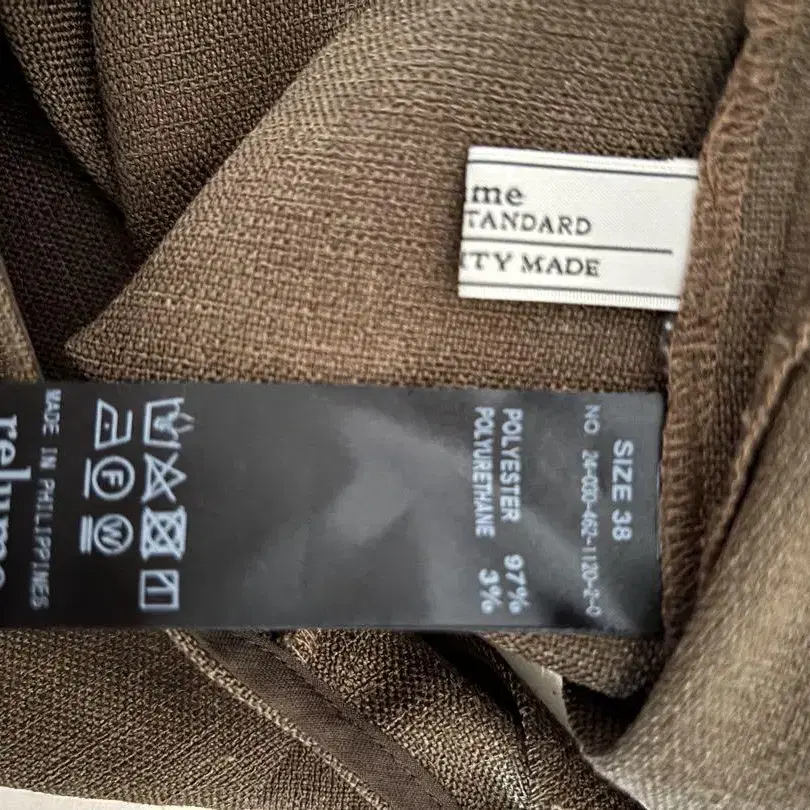 me
TANDARD
ITY MADE
SIZE 38
NO 24-030-462-1120-2-0
POLYESTER 97%
POLYURETHANE 3%
F
W
MADE IN PHILIPPINES
relume